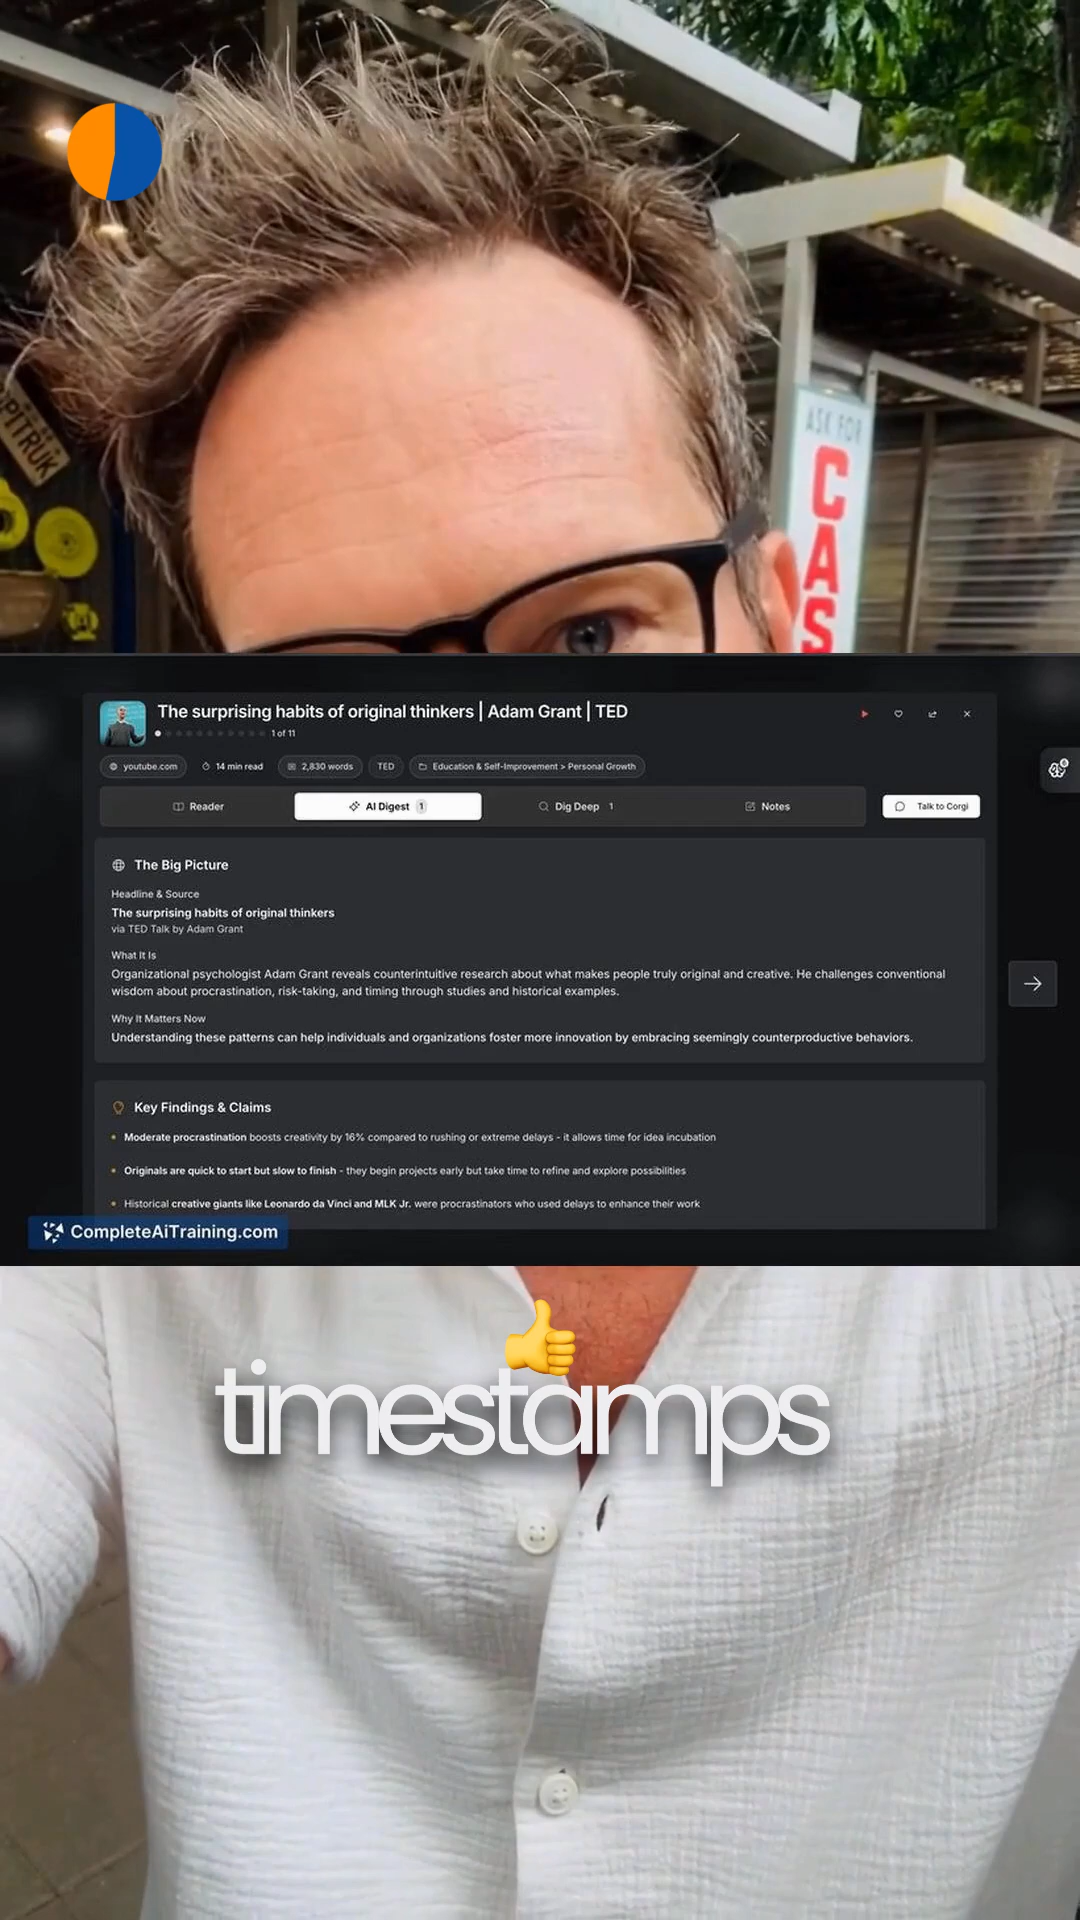 OPITRUK
ASK FOR
CAS
The surprising habits of original thinkers | Adam Grant | TED
1 of 11
youtube.com
14 min read
2,830 words
TED
Education & Self-Improvement > Personal Growth
Reader
AI Digest 1
Dig Deep 1
Notes
Talk to Corgi
6
The Big Picture
Headline & Source
The surprising habits of original thinkers
via TED Talk by Adam Grant
What It Is
Organizational psychologist Adam Grant reveals counterintuitive research about what makes people truly original and creative. He challenges conventional
wisdom about procrastination, risk-taking, and timing through studies and historical examples.
Why It Matters Now
Understanding these patterns can help individuals and organizations foster more innovation by embracing seemingly counterproductive behaviors.
Key Findings & Claims
Moderate procrastination boosts creativity by 16% compared to rushing or extreme delays - it allows time for idea incubation
Originals are quick to start but slow to finish - they begin projects early but take time to refine and explore possibilities
Historical creative giants like Leonardo da Vinci and MLK Jr. were procrastinators who used delays to enhance their work
CompleteAiTraining.com
timestamps